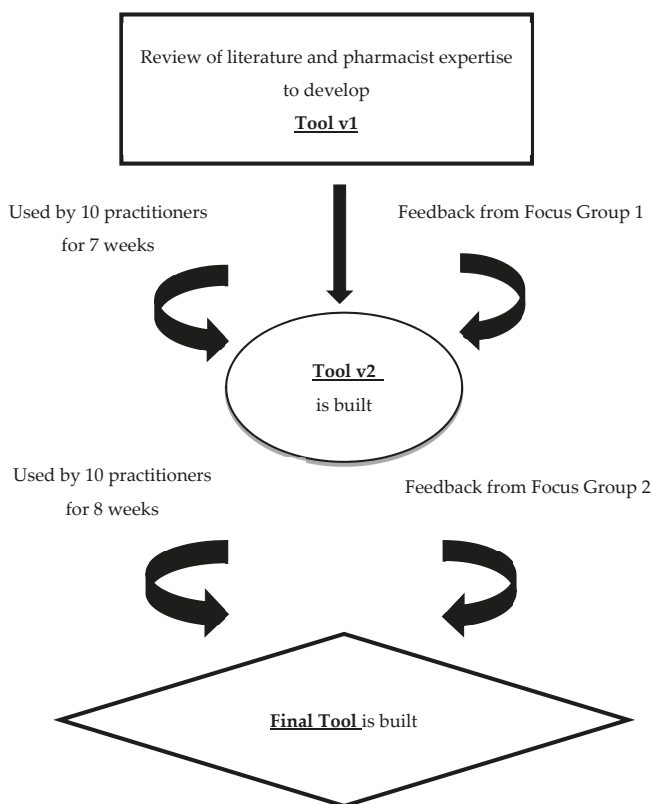 Review of literature and pharmacist expertise
to develop
Tool v1
Used by 10 practitioners
for 7 weeks
Feedback from Focus Group 1
Tool v2
is built
Used by 10 practitioners
for 8 weeks
Feedback from Focus Group 2
Final Tool is built